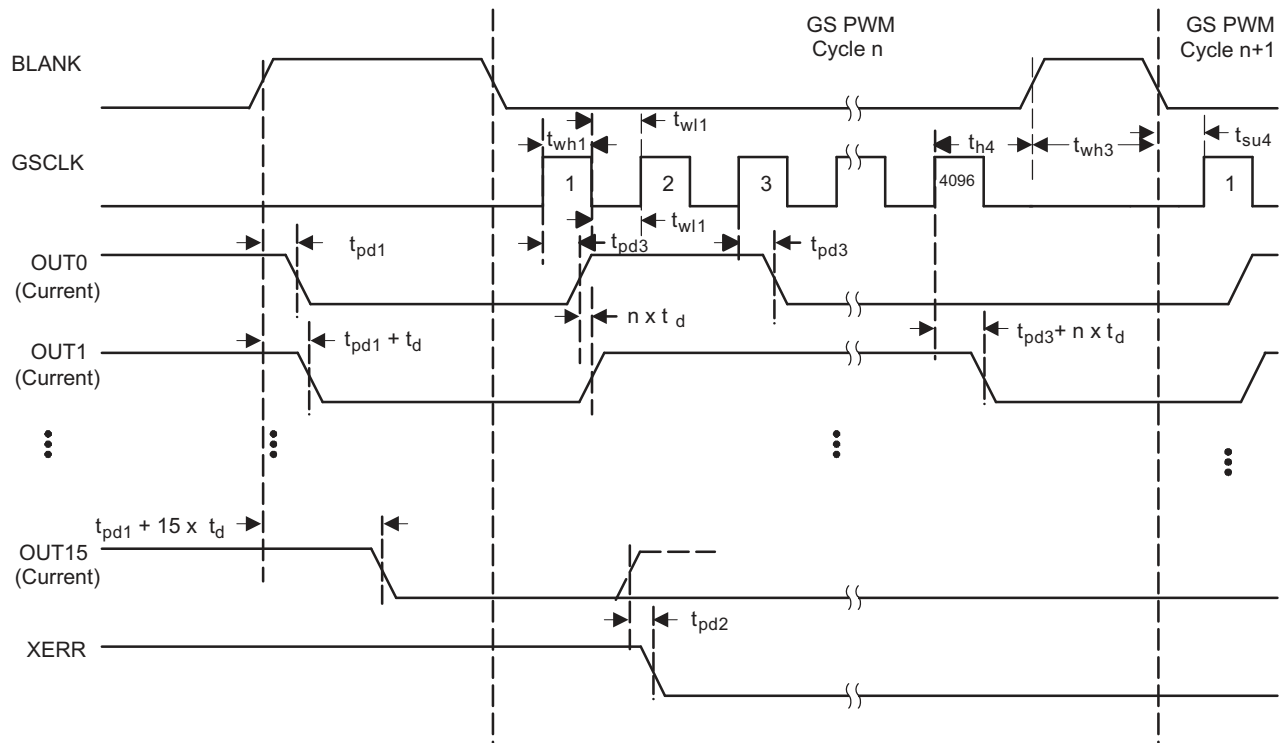 GS PWM
Cycle n
GS PWM
Cycle n+1
BLANK
t_wl1
t_wh1
t_h4
t_wh3
t_su4
GSCLK
1
2
3
4096
1
t_wl1
t_pd1
t_pd3
t_pd3
OUT0
(Current)
n x t_d
t_pd1 + t_d
t_pd3 + n x t_d
OUT1
(Current)
t_pd1 + 15 x t_d
OUT15
(Current)
t_pd2
XERR